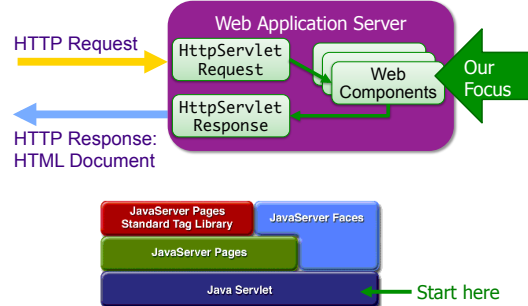 Web Application Server
HTTP Request
HttpServlet
Request
Web
Components
Our
Focus
HttpServlet
Response
HTTP Response:
HTML Document
JavaServer Pages
Standard Tag Library
JavaServer Faces
JavaServer Pages
Java Servlet
Start here